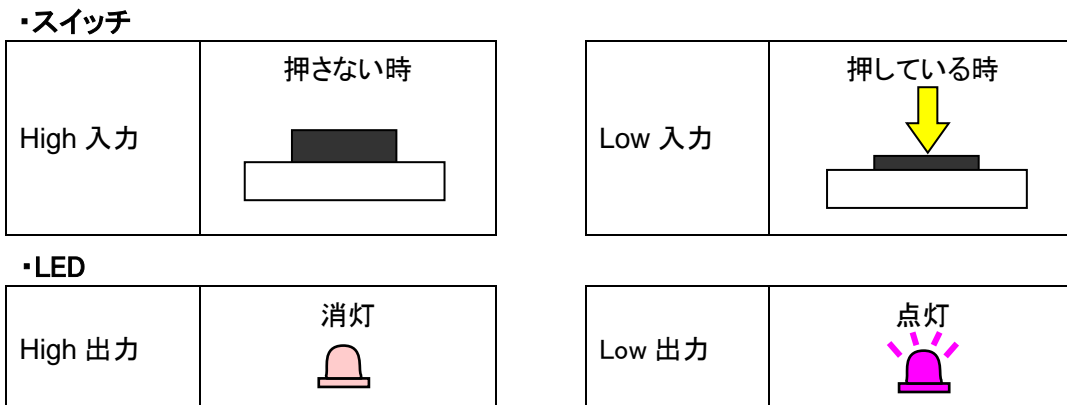 ・スイッチ
High 入力
押さない時
Low 入力
押している時
・LED
High 出力
消灯
Low 出力
点灯